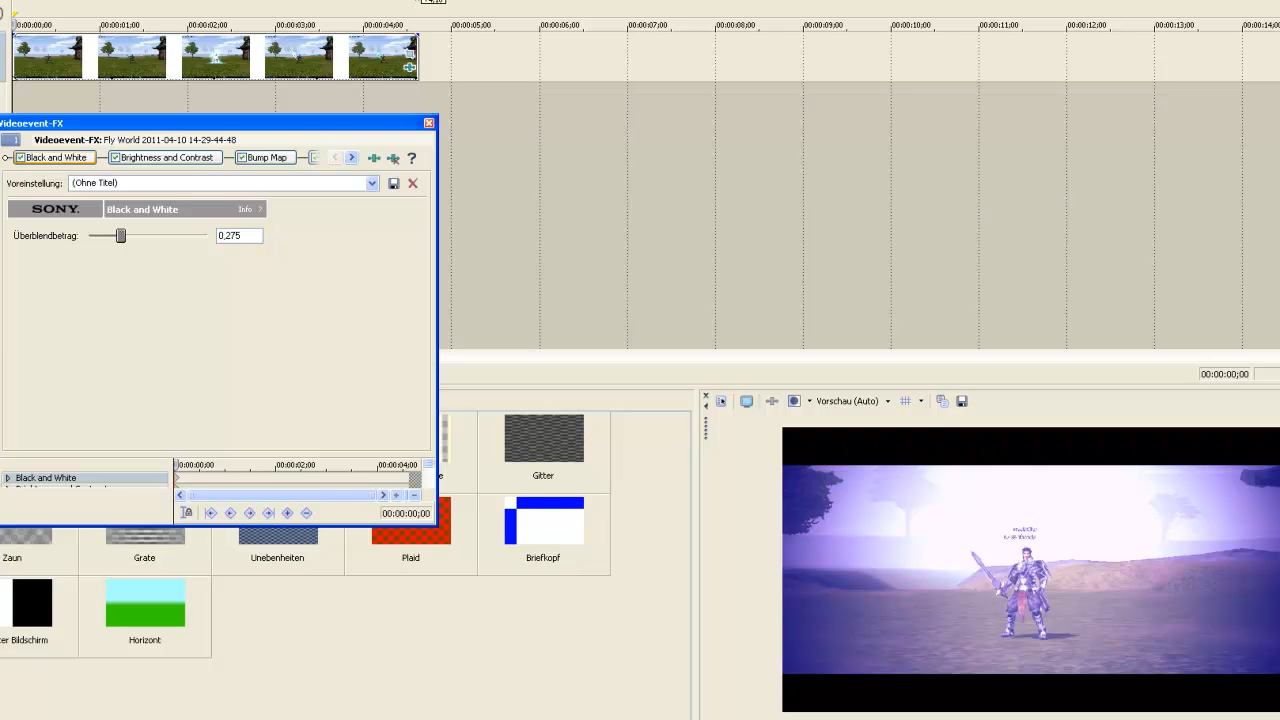 00:00:00;00 00:00:01;00 00:00:02;00 00:00:03;00 00:00:04;00 00:00:05;00 00:00:06;00 00:00:07;00 00:00:08;00 00:00:09;00 00:00:10;00 00:00:11;00 00:00:12;00 00:00:13;00 00:00:14;0
Videoevent-FX
Videoevent-FX: Fly World 2011-04-10 14-29-44-48
Black and White Brightness and Contrast Bump Map
Voreinstellung: (Ohne Titel)
SONY. Black and White Info ?
Überblendbetrag: 0,275
00:00:00;00
Vorschau (Auto)
,00:00:00;00 ,00:00:02;00 ,00:00:04;00
Black and White
00:00:00;00
e Gitter
Zaun Grate Unebenheiten Plaid Briefkopf
ter Bildschirm Horizont